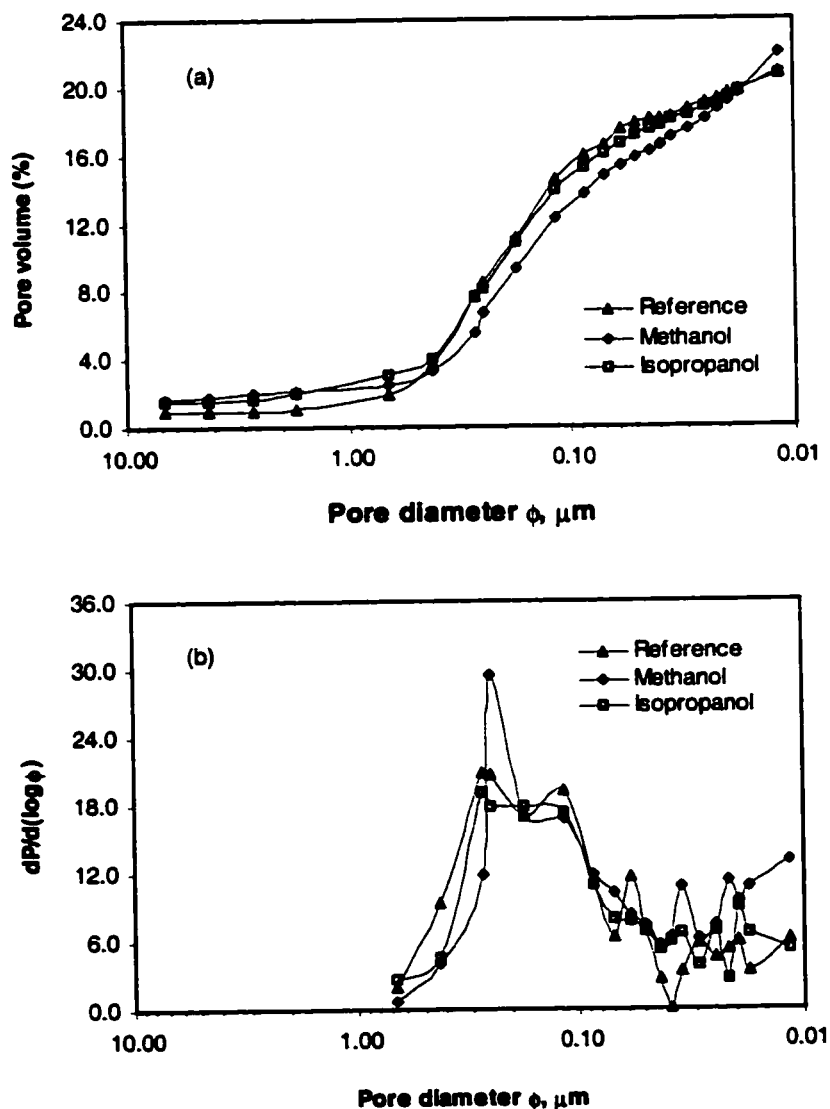 24.0
(a)
20.0
16.0
12.0
8.0
4.0
0.0
Pore volume (%)
Reference
Methanol
Isopropanol
10.00 1.00 0.10 0.01
Pore diameter ϕ, μm
36.0
(b)
30.0
24.0
18.0
12.0
6.0
0.0
dP/d(log ϕ)
Reference
Methanol
Isopropanol
10.00 1.00 0.10 0.01
Pore diameter ϕ, μm